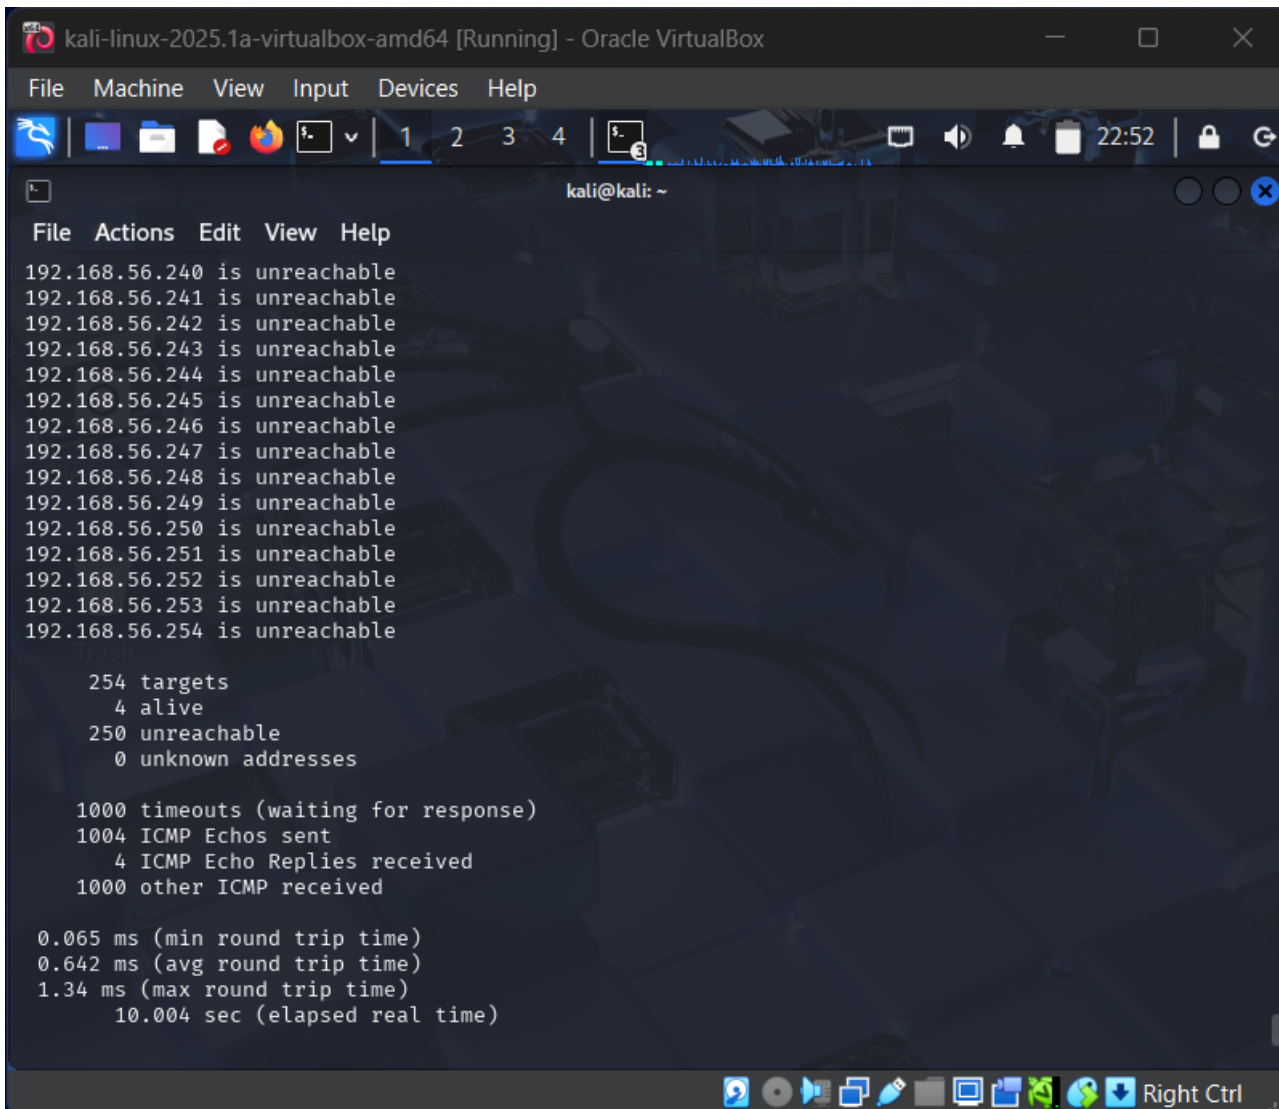 kali-linux-2025.1a-virtualbox-amd64 [Running] - Oracle VirtualBox
File Machine View Input Devices Help
1 2 3 4 3 22:52
kali@kali: ~
File Actions Edit View Help
192.168.56.240 is unreachable
192.168.56.241 is unreachable
192.168.56.242 is unreachable
192.168.56.243 is unreachable
192.168.56.244 is unreachable
192.168.56.245 is unreachable
192.168.56.246 is unreachable
192.168.56.247 is unreachable
192.168.56.248 is unreachable
192.168.56.249 is unreachable
192.168.56.250 is unreachable
192.168.56.251 is unreachable
192.168.56.252 is unreachable
192.168.56.253 is unreachable
192.168.56.254 is unreachable
Trash
254 targets
4 alive
250 unreachable
0 unknown addresses
1000 timeouts (waiting for response)
1004 ICMP Echos sent
4 ICMP Echo Replies received
1000 other ICMP received
0.065 ms (min round trip time)
0.642 ms (avg round trip time)
1.34 ms (max round trip time)
10.004 sec (elapsed real time)
Right Ctrl